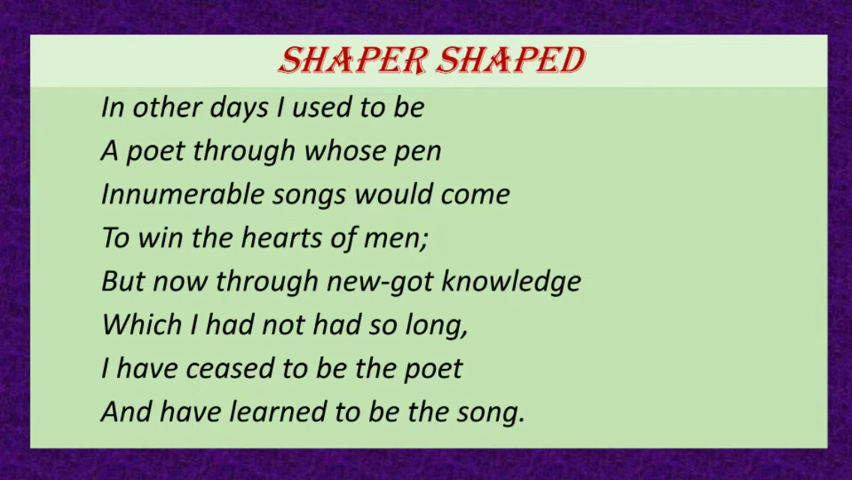 SHAPER SHAPED
In other days I used to be
A poet through whose pen
Innumerable songs would come
To win the hearts of men;
But now through new-got knowledge
Which I had not had so long,
I have ceased to be the poet
And have learned to be the song.